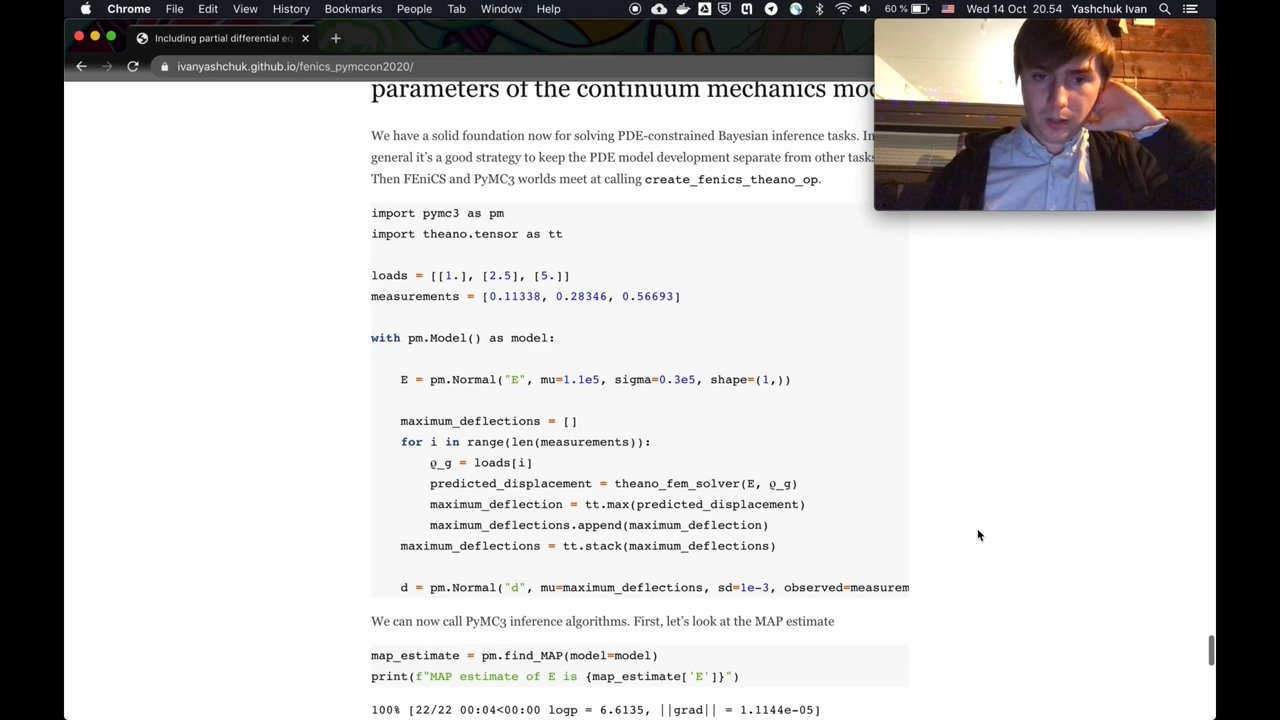 Chrome File Edit View History Bookmarks People Tab Window Help 60 % Wed 14 Oct 20.54 Yashchuk Ivan
Including partial differential eq
ivanyashchuk.github.io/fenics_pymccon2020/
parameters of the continuum mechanics mod
We have a solid foundation now for solving PDE-constrained Bayesian inference tasks. In
general it's a good strategy to keep the PDE model development separate from other tasks
Then FEniCS and PyMC3 worlds meet at calling create_fenics_theano_op.
import pymc3 as pm
import theano.tensor as tt
loads = [[1.], [2.5], [5.]]
measurements = [0.11338, 0.28346, 0.56693]
with pm.Model() as model:
E = pm.Normal("E", mu=1.1e5, sigma=0.3e5, shape=(1,))
maximum_deflections = []
for i in range(len(measurements)):
ϱ_g = loads[i]
predicted_displacement = theano_fem_solver(E, ϱ_g)
maximum_deflection = tt.max(predicted_displacement)
maximum_deflections.append(maximum_deflection)
maximum_deflections = tt.stack(maximum_deflections)
d = pm.Normal("d", mu=maximum_deflections, sd=1e-3, observed=measurem
We can now call PyMC3 inference algorithms. First, let's look at the MAP estimate
map_estimate = pm.find_MAP(model=model)
print(f"MAP estimate of E is {map_estimate['E']}")
100% [22/22 00:04<00:00 logp = 6.6135, ||grad|| = 1.1144e-05]